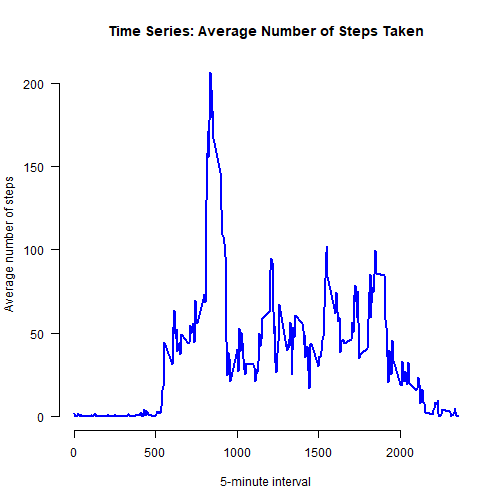 Time Series: Average Number of Steps Taken
Average number of steps
200
150
100
50
0
0 500 1000 1500 2000
5-minute interval